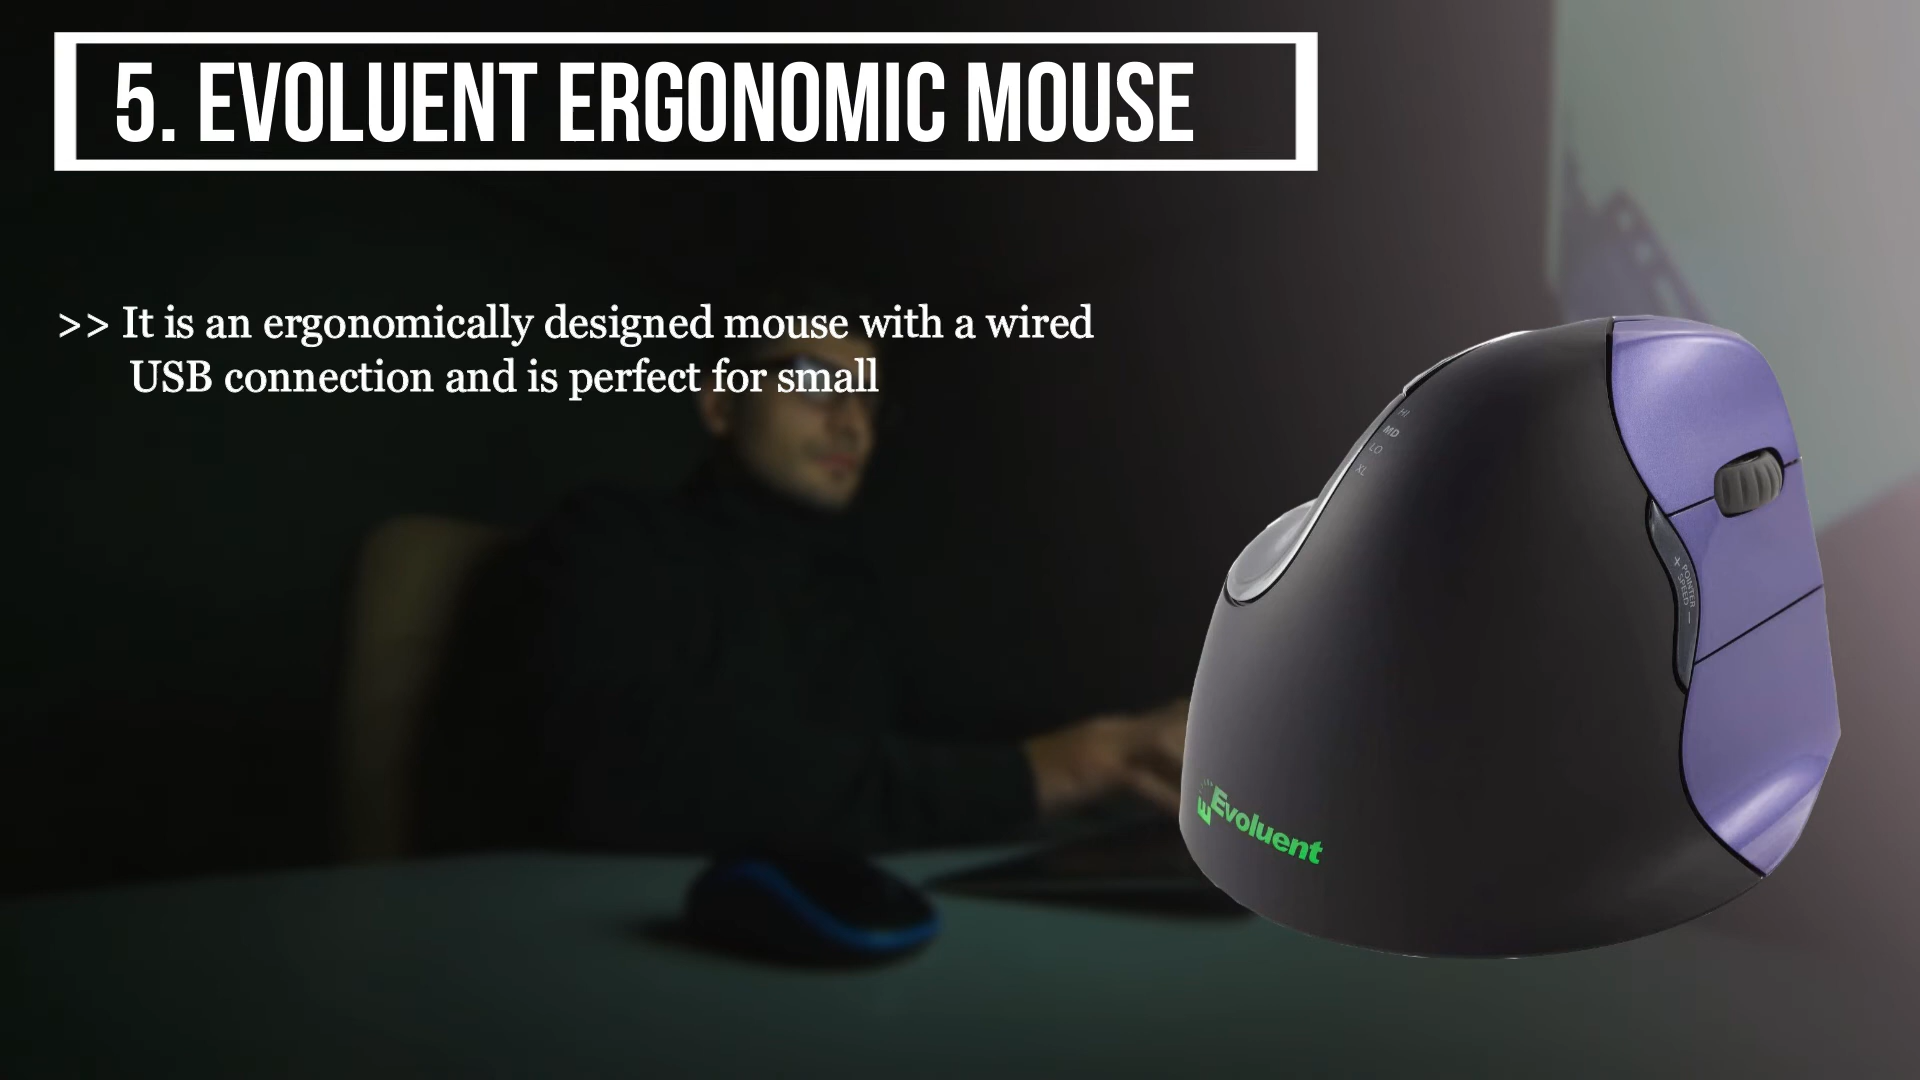 5. EVOLUENT ERGONOMIC MOUSE
>> It is an ergonomically designed mouse with a wired
USB connection and is perfect for small
HI
MD
LO
XL
+ POINTER SPEED –
Evoluent